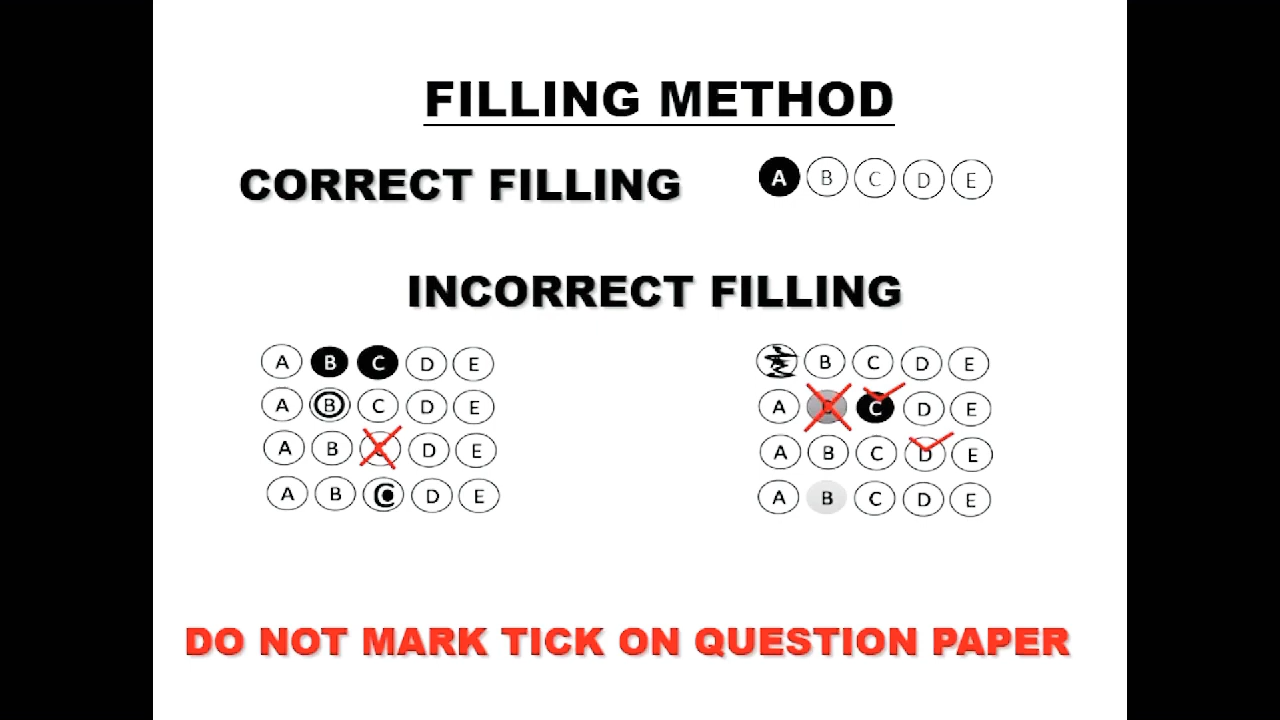 FILLING METHOD
CORRECT FILLING A B C D E
INCORRECT FILLING
A B C D E
A B C D E
A B D E
A B C D E
B C D E
A C D E
A B C D E
A B C D E
DO NOT MARK TICK ON QUESTION PAPER